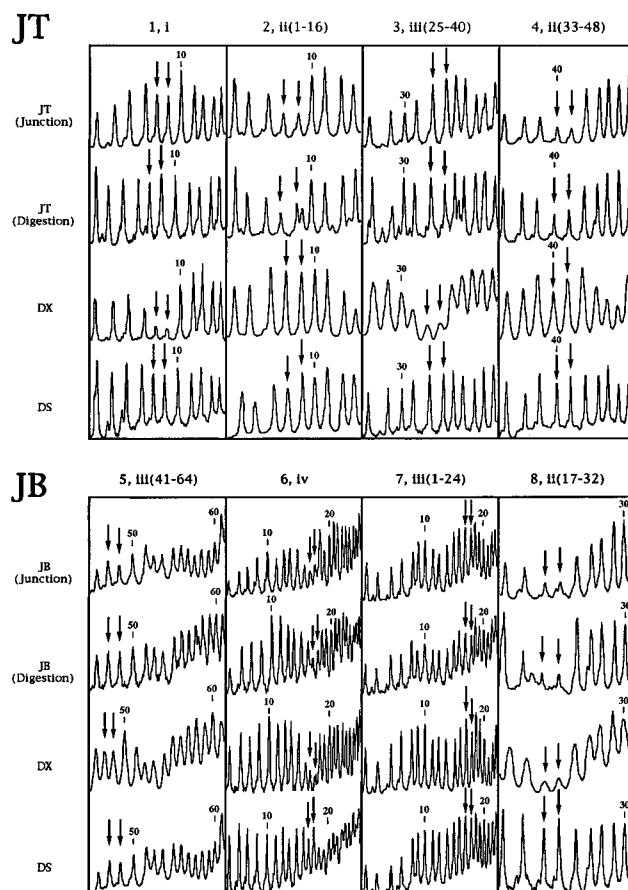 JT
1, i 2, ii(1-16) 3, iii(25-40) 4, ii(33-48)
JT (Junction)
10 10 30 40
JT (Digestion)
10 10 30 40
DX
10 10 30 40
DS
10 10 30 40
JB
5, iii(41-64) 6, iv 7, iii(1-24) 8, ii(17-32)
JB (Junction)
50 60 10 20 10 20 30
JB (Digestion)
50 60 10 20 10 20 30
DX
50 60 10 20 10 20 30
DS
50 60 10 20 10 20 30